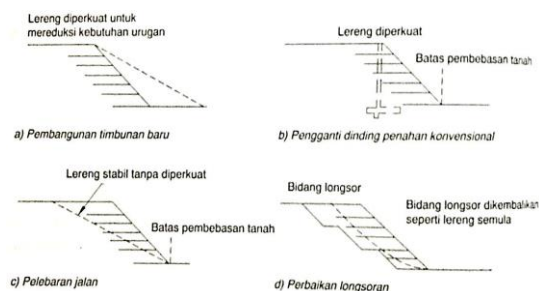 Lereng diperkuat untuk
mereduksi kebutuhan urugan
a) Pembangunan timbunan baru
Lereng diperkuat
Batas pembebasan tanah
b) Pengganti dinding penahan konvensional
Lereng stabil tanpa diperkuat
Batas pembebasan tanah
c) Pelebaran jalan
Bidang longsor
Bidang longsor dikembalikan
seperti lereng semula
d) Perbaikan longsoran